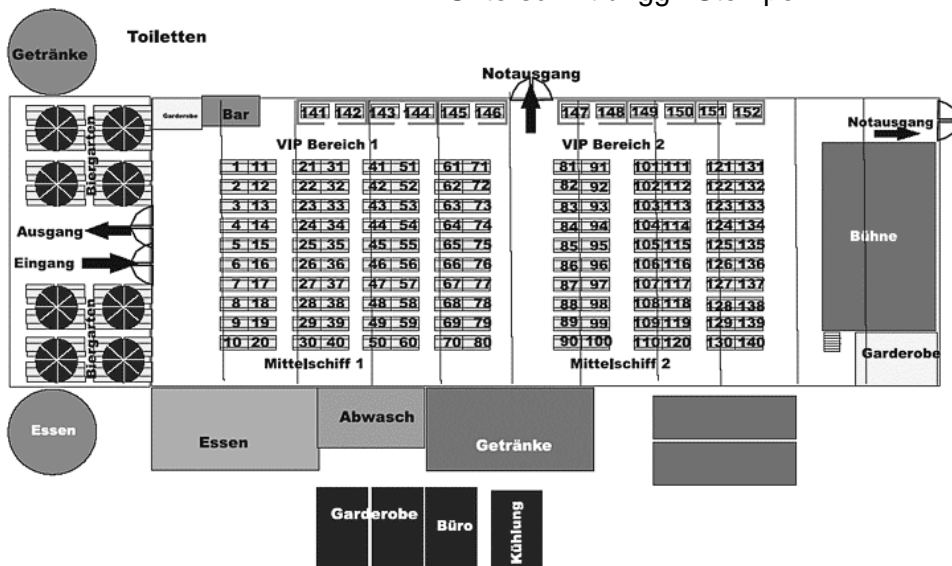 Getränke
Toiletten
Notausgang
Garderobe
Bar
141 142 143 144 145 146
147 148 149 150 151 152
Notausgang
Biergarten
VIP Bereich 1
VIP Bereich 2
1 11 21 31 41 51 61 71 81 91 101 111 121 131
2 12 22 32 42 52 62 72 82 92 102 112 122 132
3 13 23 33 43 53 63 73 83 93 103 113 123 133
4 14 24 34 44 54 64 74 84 94 104 114 124 134
5 15 25 35 45 55 65 75 85 95 105 115 125 135
6 16 26 36 46 56 66 76 86 96 106 116 126 136
7 17 27 37 47 57 67 77 87 97 107 117 127 137
8 18 28 38 48 58 68 78 88 98 108 118 128 138
9 19 29 39 49 59 69 79 89 99 109 119 129 139
10 20 30 40 50 60 70 80 90 100 110 120 130 140
Ausgang
Eingang
Bühne
Biergarten
Mittelschiff 1
Mittelschiff 2
Garderobe
Essen
Essen
Abwasch
Getränke
Garderobe
Büro
Kühlung